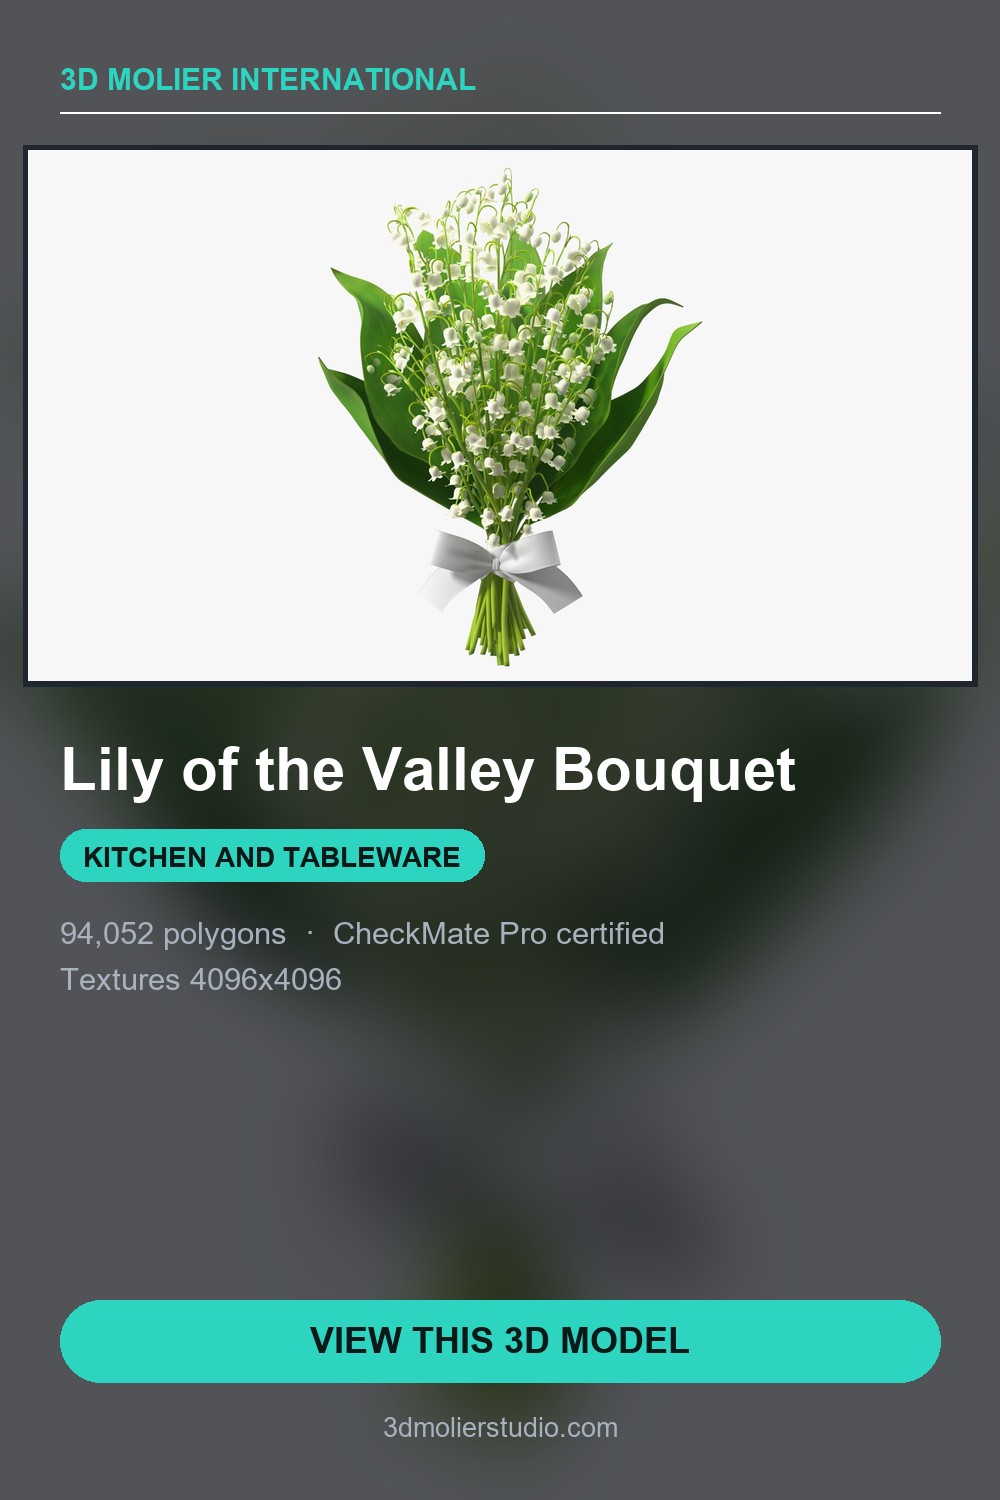 3D MOLIER INTERNATIONAL
Lily of the Valley Bouquet
KITCHEN AND TABLEWARE
94,052 polygons · CheckMate Pro certified
Textures 4096x4096
VIEW THIS 3D MODEL
3dmolierstudio.com